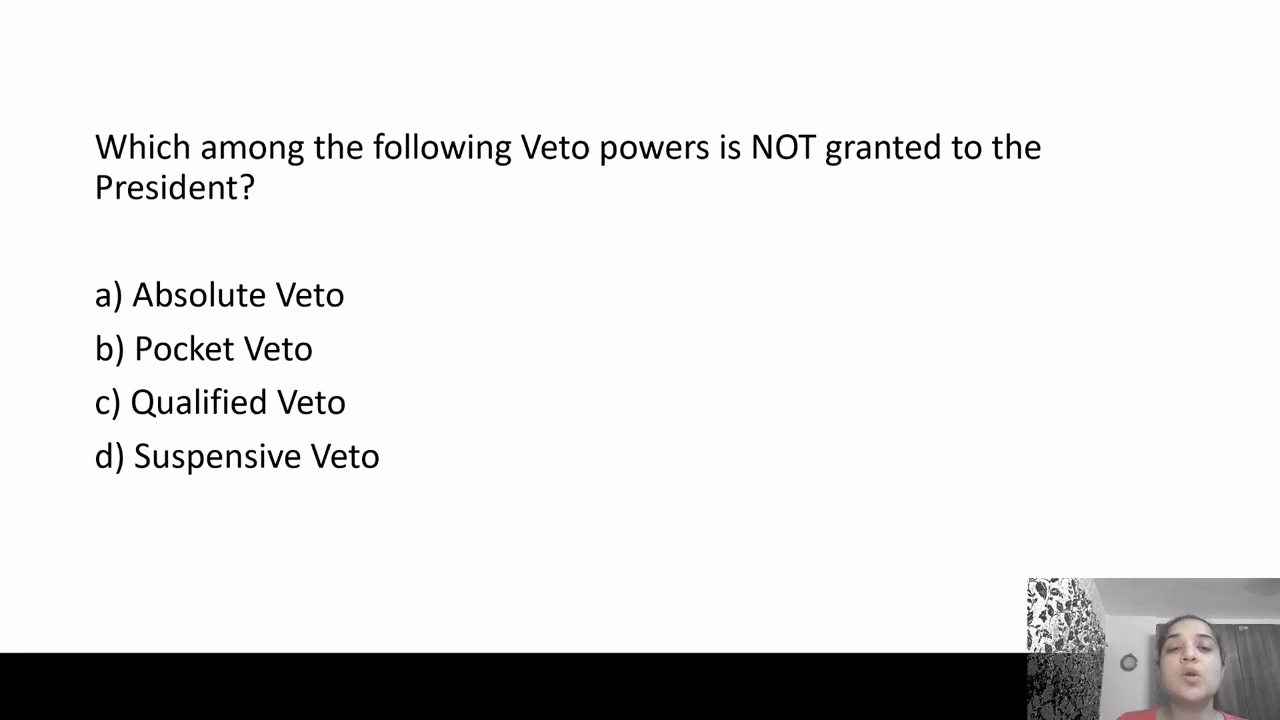 Which among the following Veto powers is NOT granted to the
President?
a) Absolute Veto
b) Pocket Veto
c) Qualified Veto
d) Suspensive Veto